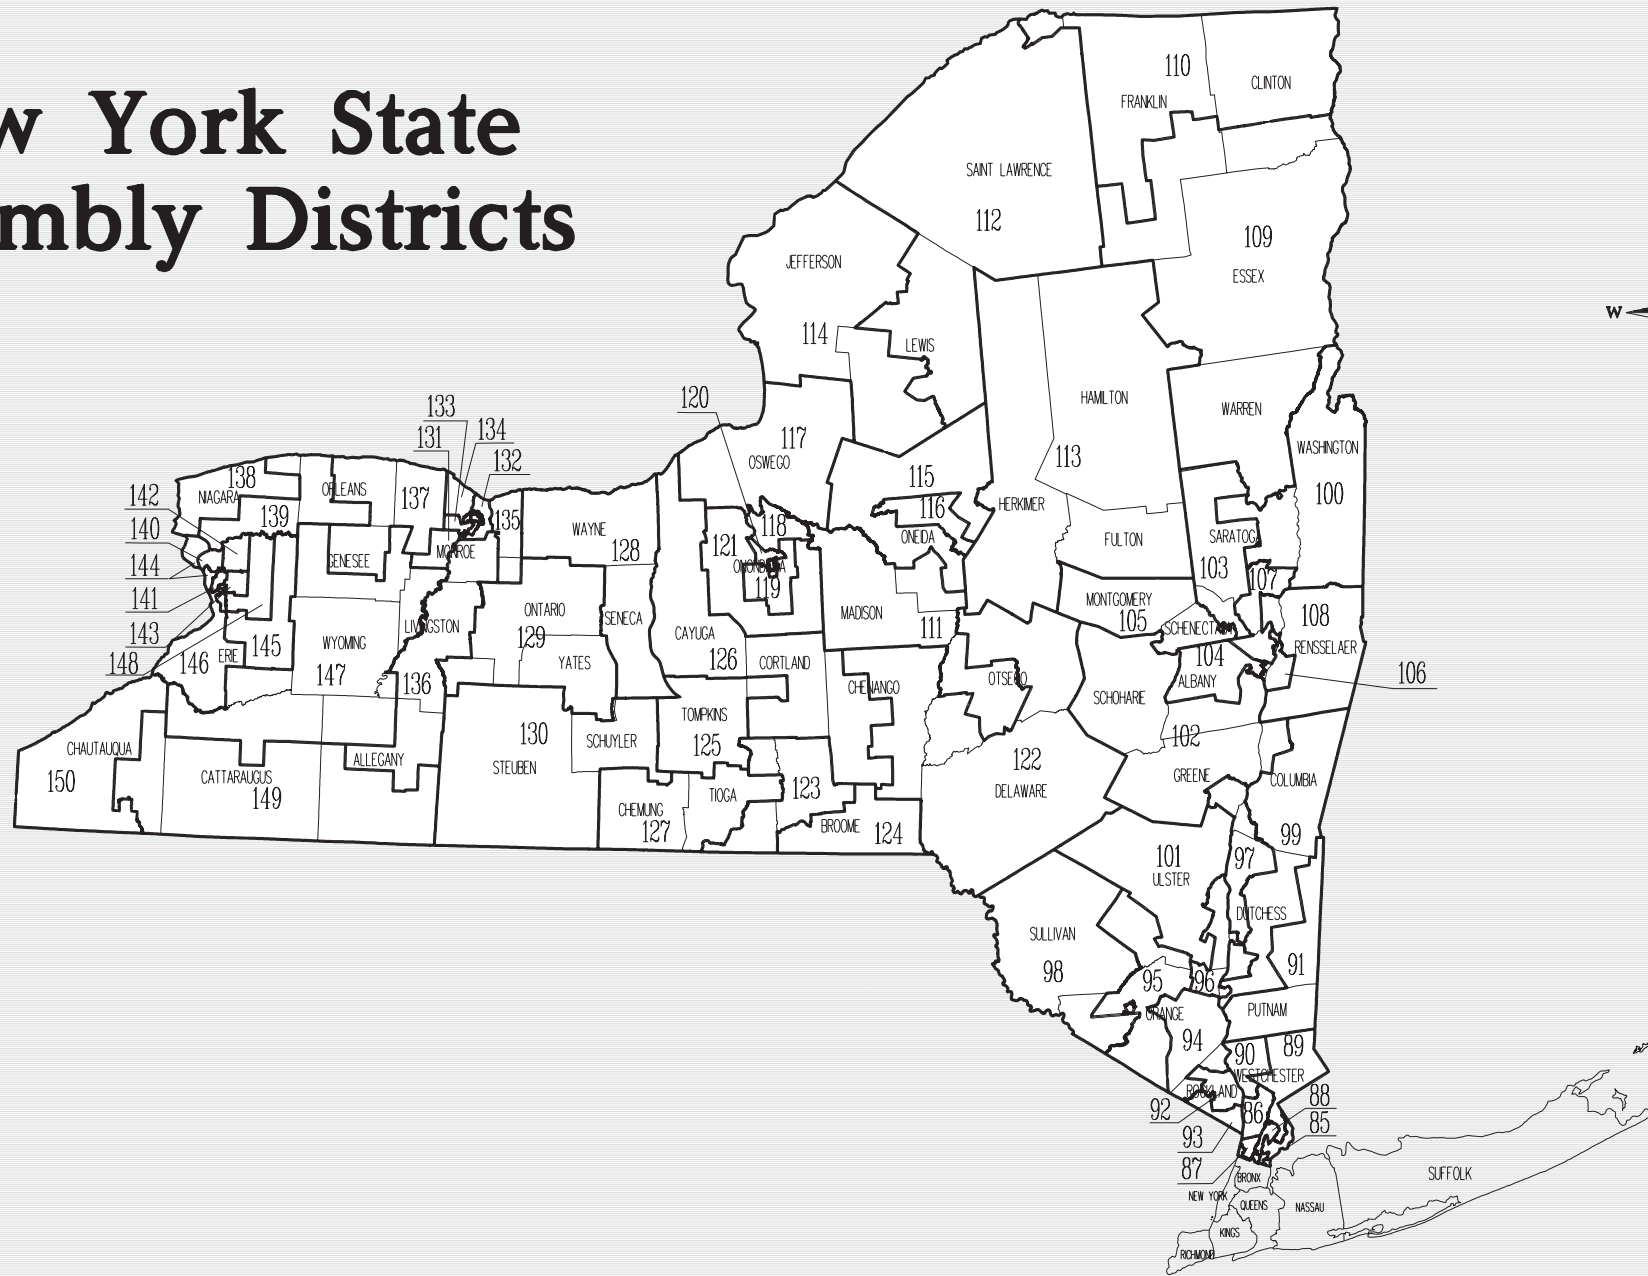 w York State
mbly Districts
110
CLINTON
FRANKLIN
SAINT LAWRENCE
112
109
JEFFERSON
ESSEX
W
114
LEWIS
120
HAMILTON
133
WARREN
131
134
117
113
WASHINGTON
132
OSWEGO
138
ORLEANS
137
115
100
142
NIAGARA
116
HERKIMER
139
135
WAYNE
118
ONEIDA
SARATOGA
140
128
121
FULTON
GENESEE
MONROE
ONONDAGA
103
107
144
119
141
ONTARIO
SENECA
MADISON
MONTGOMERY
108
143
LIVINGSTON
129
CAYUGA
111
105
SCHENECTADY
148
146
ERIE
145
WYOMING
YATES
126
CORTLAND
104
RENSSELAER
147
136
CHENANGO
OTSEGO
ALBANY
106
SCHOHARIE
TOMPKINS
130
SCHUYLER
125
102
CHAUTAUQUA
ALLEGANY
STEUBEN
122
GREENE
COLUMBIA
150
CATTARAUGUS
149
TIOGA
123
DELAWARE
CHEMUNG
127
BROOME
124
99
101
97
ULSTER
DUTCHESS
SULLIVAN
98
95
96
91
ORANGE
PUTNAM
94
90
89
WESTCHESTER
ROCKLAND
92
86
88
85
93
87
BRONX
SUFFOLK
NEW YORK
QUEENS
NASSAU
KINGS
RICHMOND